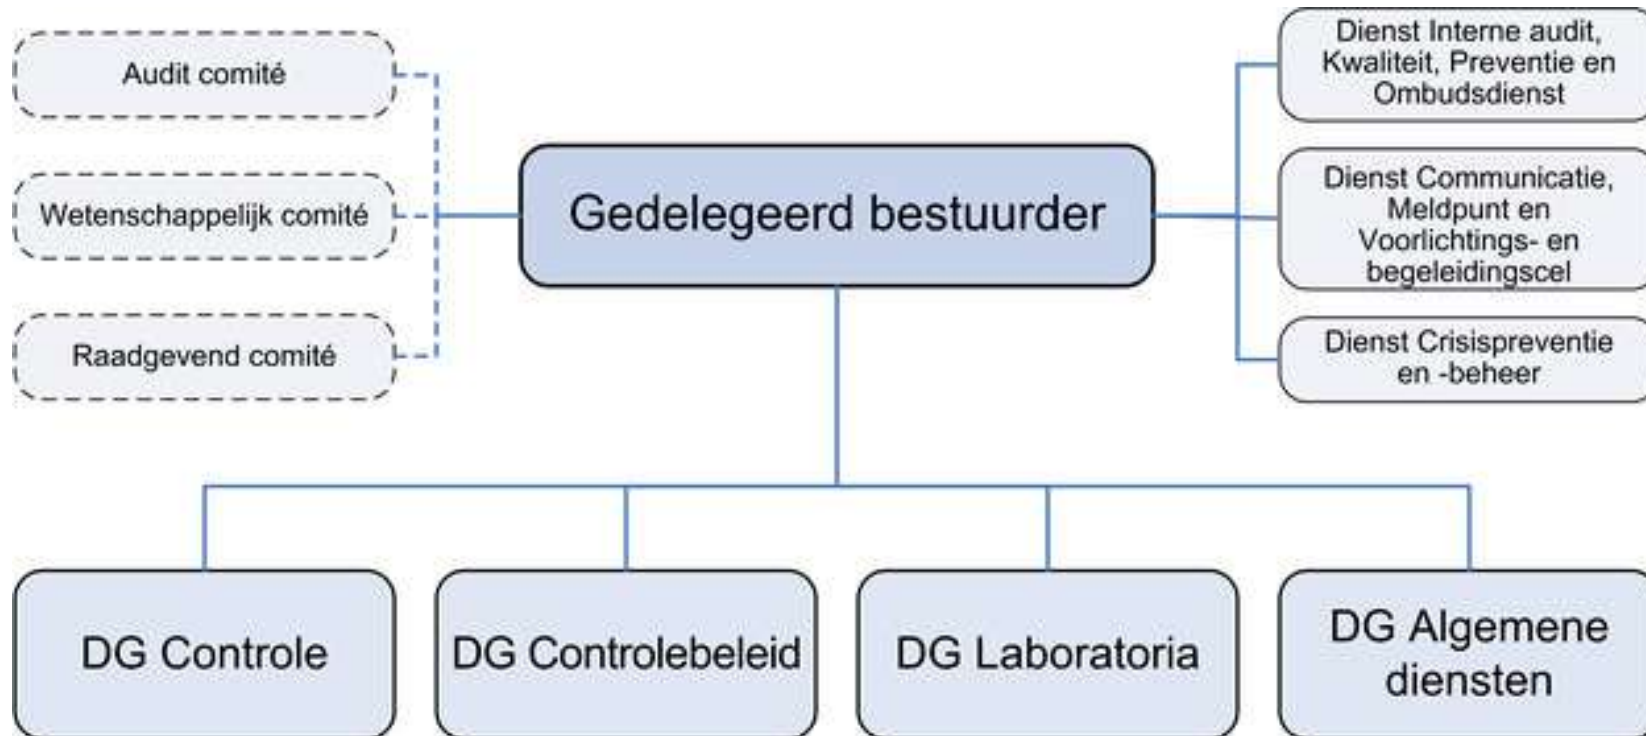 Audit comité
Wetenschappelijk comité
Raadgevend comité
Gedelegeerd bestuurder
Dienst Interne audit,
Kwaliteit, Preventie en
Ombudsdienst
Dienst Communicatie,
Meldpunt en
Voorlichtings- en
begeleidingscel
Dienst Crisispreventie
en -beheer
DG Controle
DG Controlebeleid
DG Laboratoria
DG Algemene
diensten